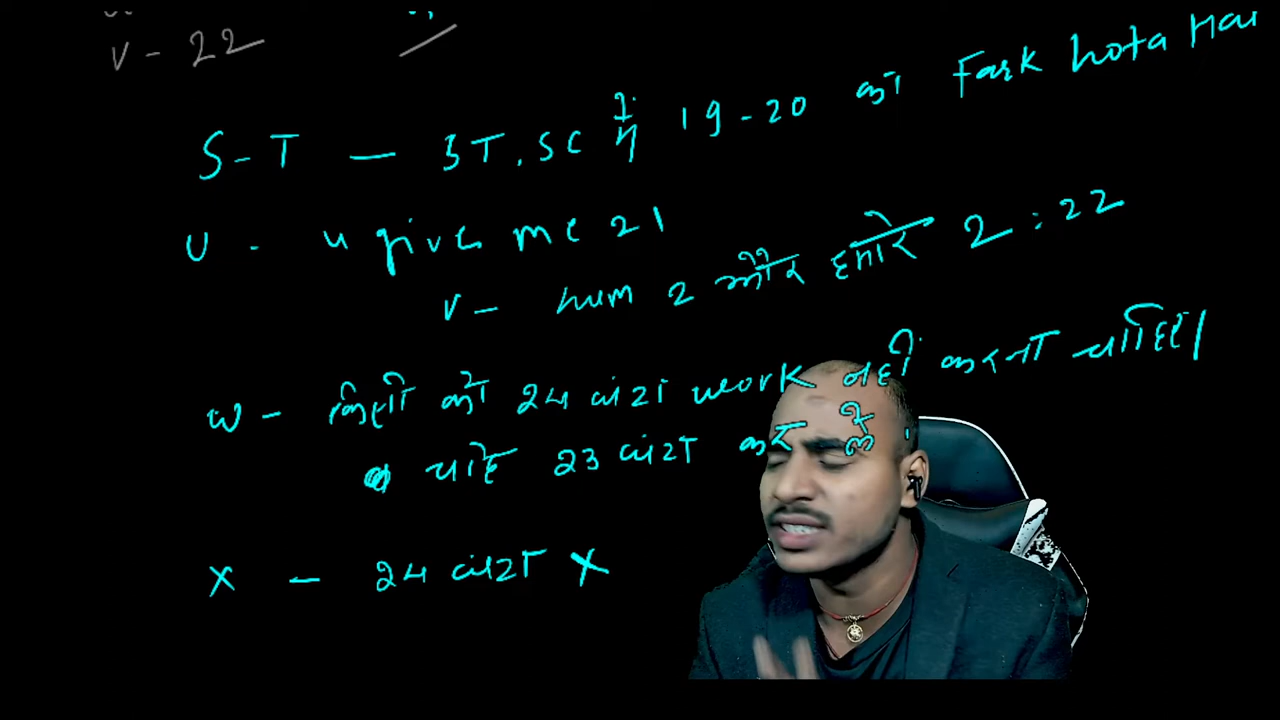 V - 22
S-T — ST, SC में 19-20 का Fark hota Hai
U - u give me 21
V - hum 2 और हमारे 2 : 22
W - किसी को 24 घंटा work नही करना चाहिए।
चाहे 23 घंटा कर ले
X - 24 घंटा X